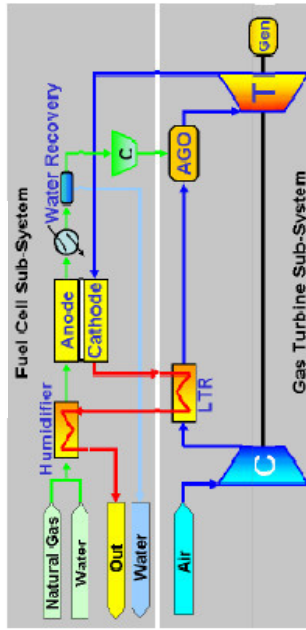 Fuel Cell Sub-System
Natural Gas
Water
Humidifier
Anode
Cathode
Water Recovery
C
Out
Water
LTR
AGO
Air
C
T
Gen
Gas Turbine Sub-System